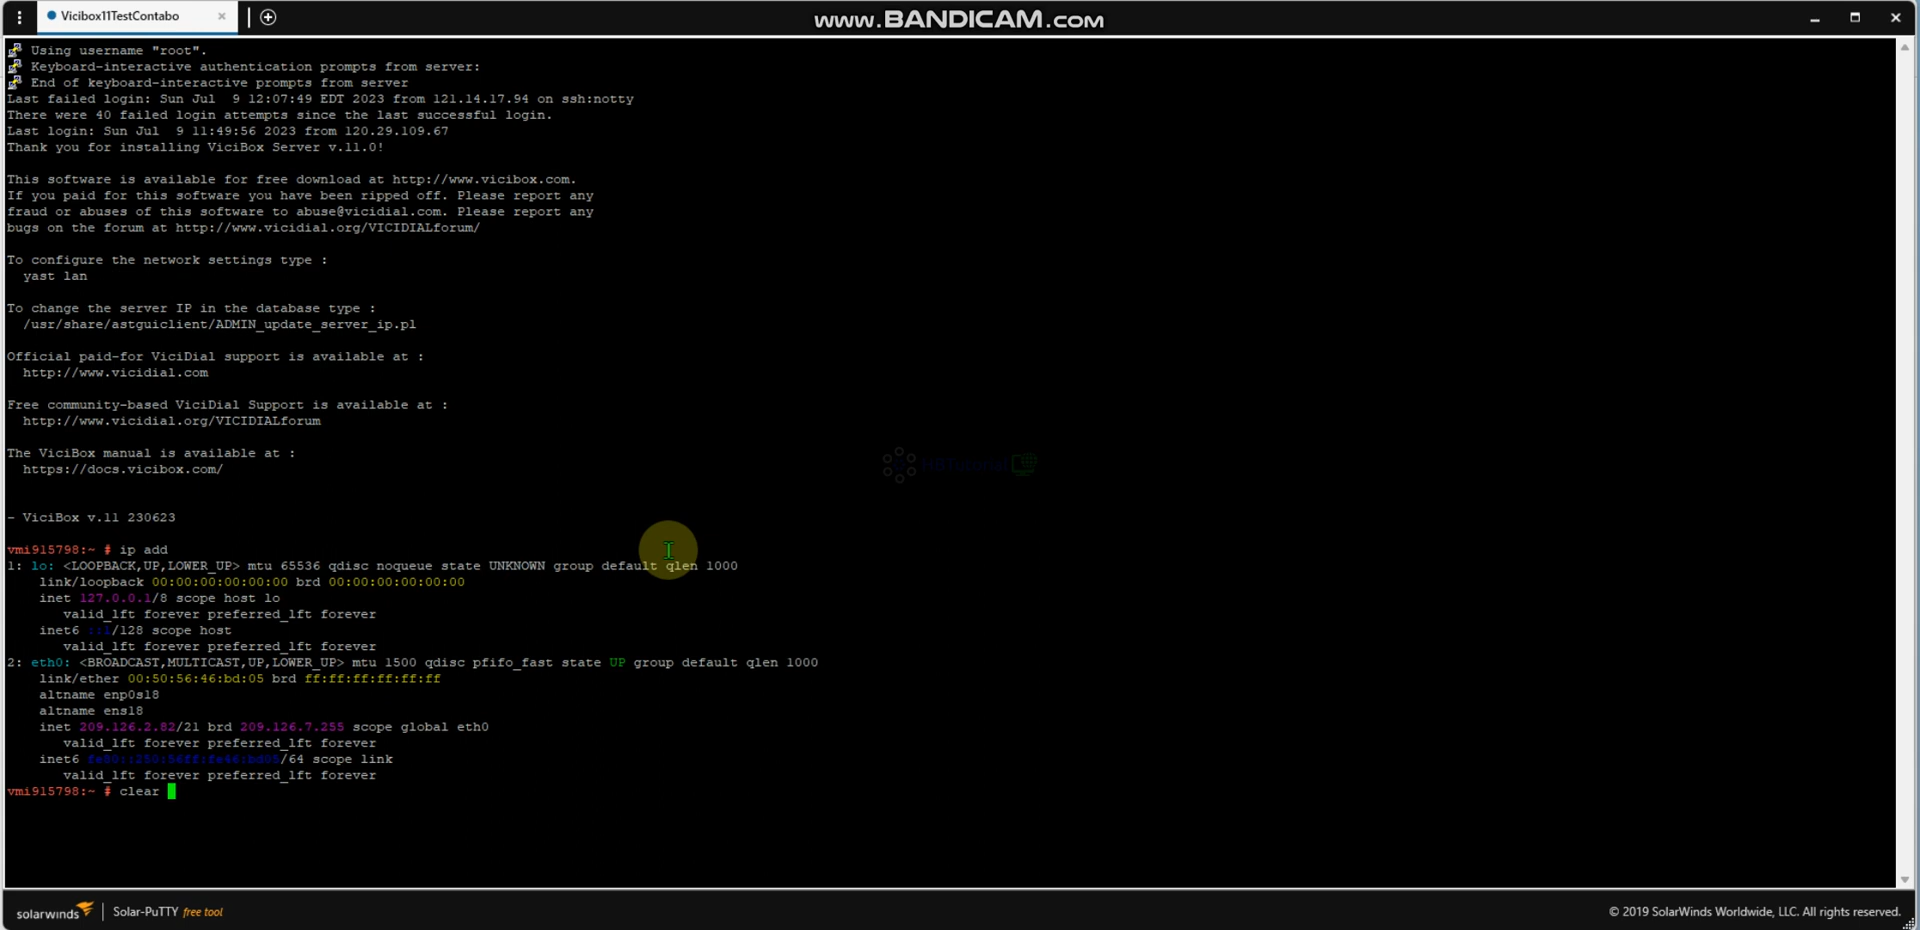 Vicibox11TestContabo
www.BANDICAM.com
Using username "root".
Keyboard-interactive authentication prompts from server:
End of keyboard-interactive prompts from server
Last failed login: Sun Jul  9 12:07:49 EDT 2023 from 121.14.17.94 on ssh:notty
There were 40 failed login attempts since the last successful login.
Last login: Sun Jul  9 11:49:56 2023 from 120.29.109.67
Thank you for installing ViciBox Server v.11.0!
This software is available for free download at http://www.vicibox.com.
If you paid for this software you have been ripped off. Please report any
fraud or abuses of this software to abuse@vicidial.com. Please report any
bugs on the forum at http://www.vicidial.org/VICIDIALforum/
To configure the network settings type :
yast lan
To change the server IP in the database type :
/usr/share/astguiclient/ADMIN_update_server_ip.pl
Official paid-for ViciDial support is available at :
http://www.vicidial.com
Free community-based ViciDial Support is available at :
http://www.vicidial.org/VICIDIALforum
The ViciBox manual is available at :
https://docs.vicibox.com/
- ViciBox v.11 230623
vmi915798:~ # ip add
1: lo: <LOOPBACK,UP,LOWER_UP> mtu 65536 qdisc noqueue state UNKNOWN group default qlen 1000
link/loopback 00:00:00:00:00:00 brd 00:00:00:00:00:00
inet 127.0.0.1/8 scope host lo
valid_lft forever preferred_lft forever
inet6 ::1/128 scope host
valid_lft forever preferred_lft forever
2: eth0: <BROADCAST,MULTICAST,UP,LOWER_UP> mtu 1500 qdisc pfifo_fast state UP group default qlen 1000
link/ether 00:50:56:46:bd:05 brd ff:ff:ff:ff:ff:ff
altname enp0s18
altname ens18
inet 209.126.2.82/21 brd 209.126.7.255 scope global eth0
valid_lft forever preferred_lft forever
inet6 fe80::250:56ff:fe46:bd05/64 scope link
valid_lft forever preferred_lft forever
vmi915798:~ # clear
solarwinds
Solar-PuTTY free tool
© 2019 SolarWinds Worldwide, LLC. All rights reserved.